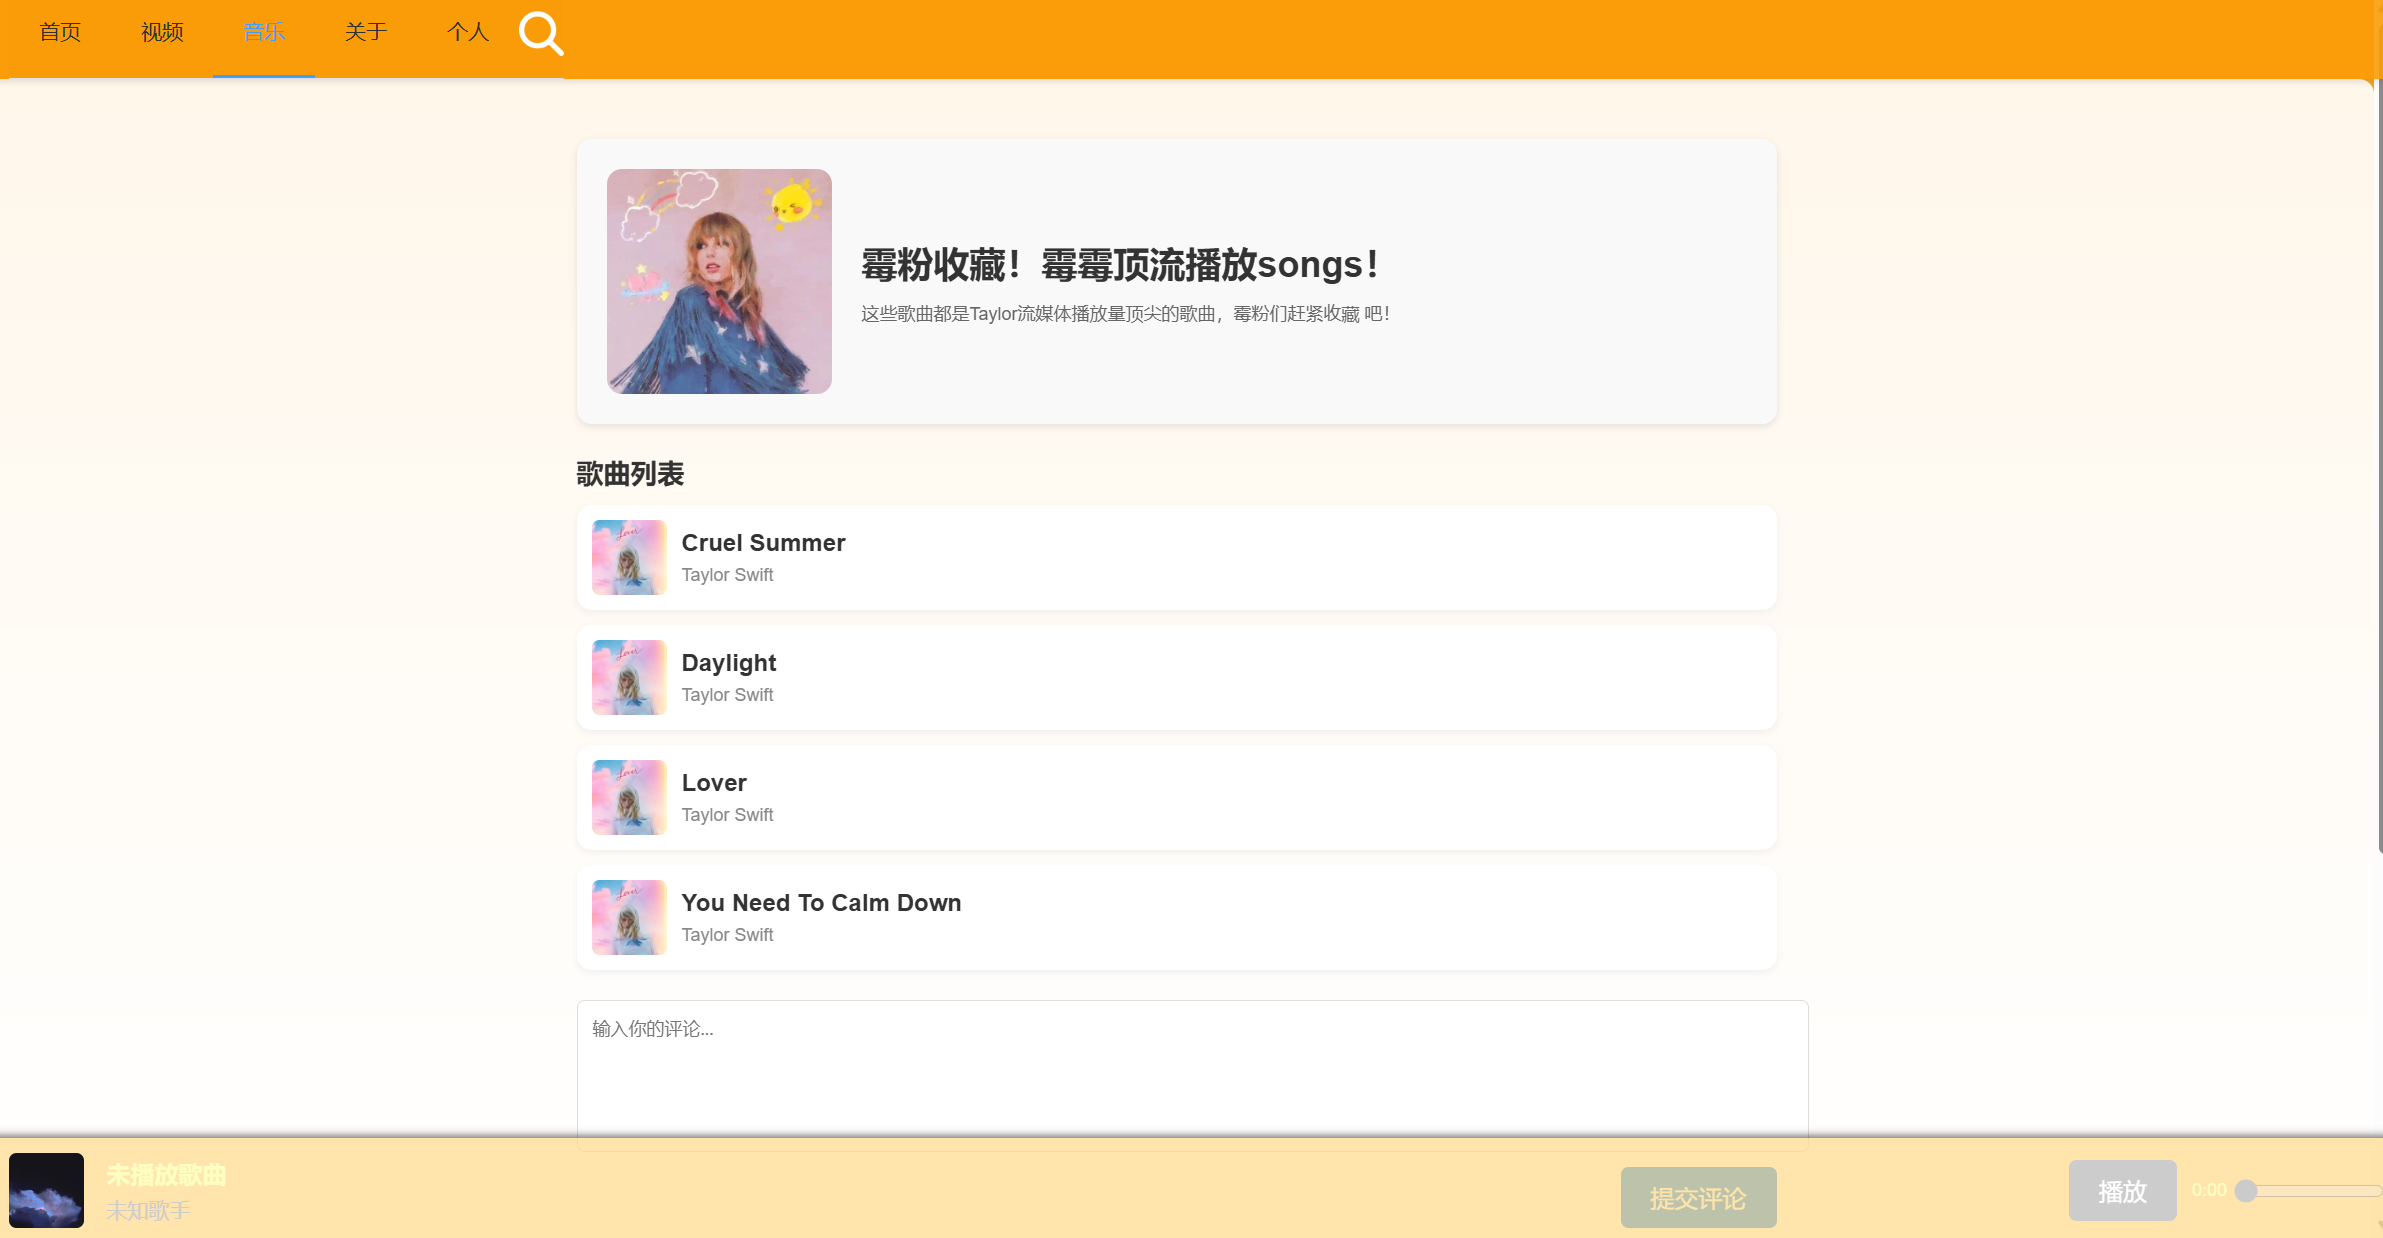 首页 视频 音乐 关于 个人
霉粉收藏！霉霉顶流播放songs！
这些歌曲都是Taylor流媒体播放量顶尖的歌曲，霉粉们赶紧收藏 吧！
歌曲列表
Cruel Summer
Taylor Swift
Daylight
Taylor Swift
Lover
Taylor Swift
You Need To Calm Down
Taylor Swift
输入你的评论...
未播放歌曲
未知歌手
提交评论
播放
0:00